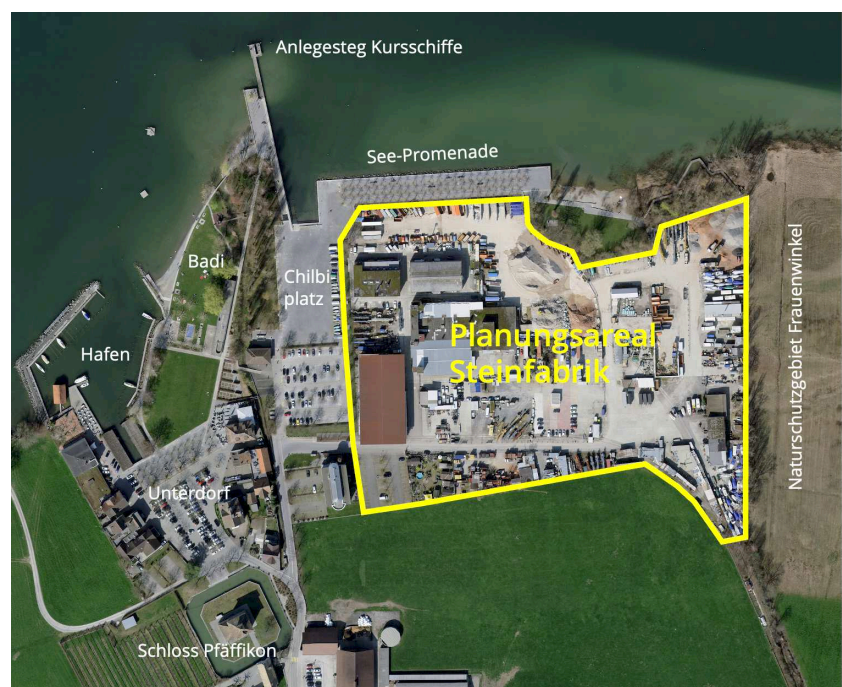 Anlegesteg Kursschiffe
See-Promenade
Badi
Chilbi-
platz
Hafen
Planungsareal
Steinfabrik
Naturschutzgebiet Frauenwinkel
Unterdorf
Schloss Pfäffikon